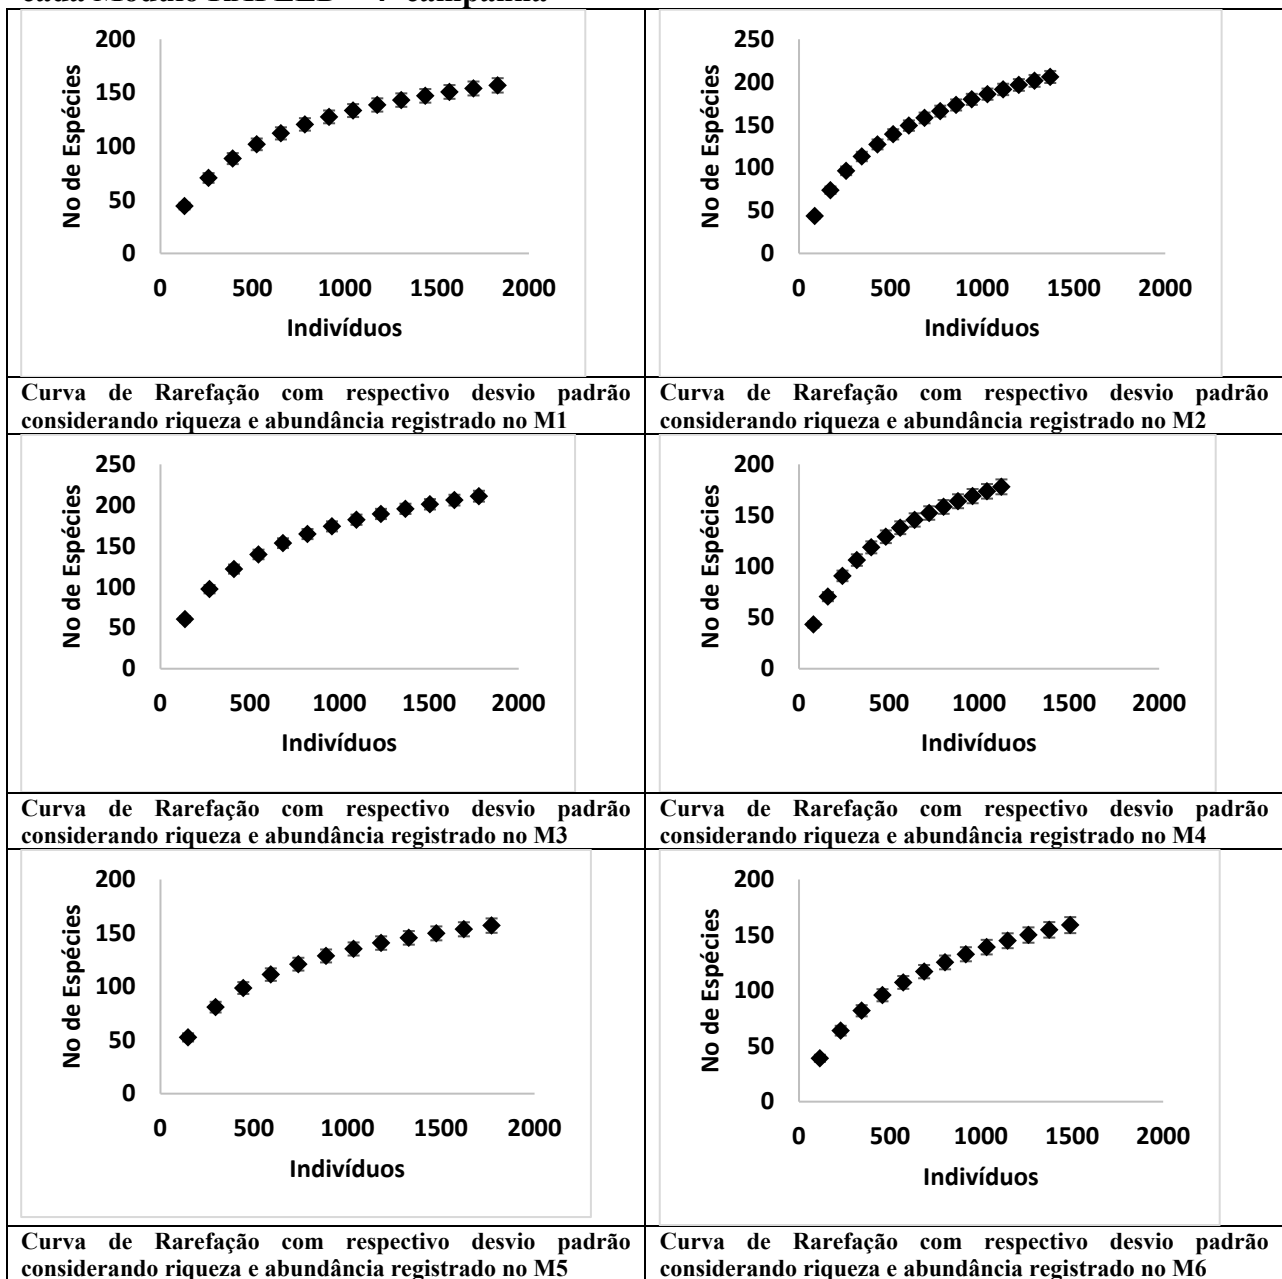 200
150
100
50
0
No de Espécies
0 500 1000 1500 2000
Indivíduos
250
200
150
100
50
0
No de Espécies
0 500 1000 1500 2000
Indivíduos
Curva de Rarefação com respectivo desvio padrão
considerando riqueza e abundância registrado no M1
Curva de Rarefação com respectivo desvio padrão
considerando riqueza e abundância registrado no M2
250
200
150
100
50
0
No de Espécies
0 500 1000 1500 2000
Indivíduos
200
150
100
50
0
No de Espécies
0 500 1000 1500 2000
Indivíduos
Curva de Rarefação com respectivo desvio padrão
considerando riqueza e abundância registrado no M3
Curva de Rarefação com respectivo desvio padrão
considerando riqueza e abundância registrado no M4
200
150
100
50
0
No de Espécies
0 500 1000 1500 2000
Indivíduos
200
150
100
50
0
No de Espécies
0 500 1000 1500 2000
Indivíduos
Curva de Rarefação com respectivo desvio padrão
considerando riqueza e abundância registrado no M5
Curva de Rarefação com respectivo desvio padrão
considerando riqueza e abundância registrado no M6